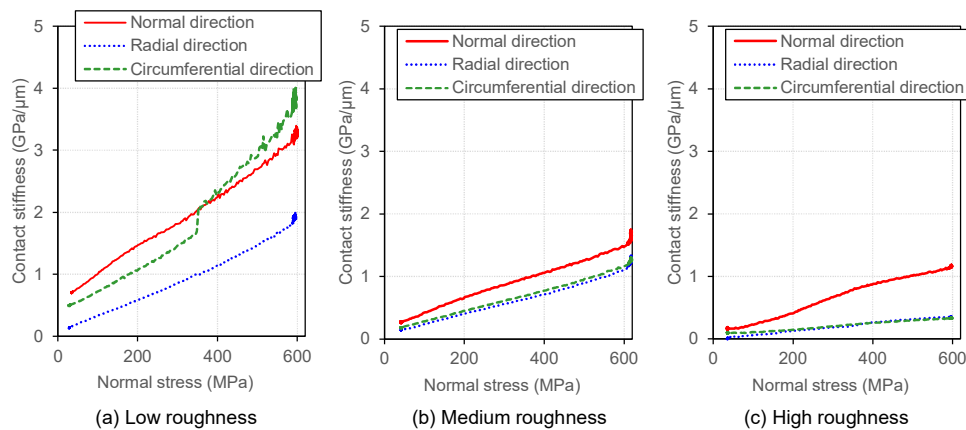 Contact stiffness (GPa/µm)
5
4
3
2
1
0
Normal direction
Radial direction
Circumferential direction
0 200 400 600
Normal stress (MPa)
(a) Low roughness
Contact stiffness (GPa/µm)
5
4
3
2
1
0
Normal direction
Radial direction
Circumferential direction
0 200 400 600
Normal stress (MPa)
(b) Medium roughness
Contact stiffness (GPa/µm)
5
4
3
2
1
0
Normal direction
Radial direction
Circumferential direction
0 200 400 600
Normal stress (MPa)
(c) High roughness